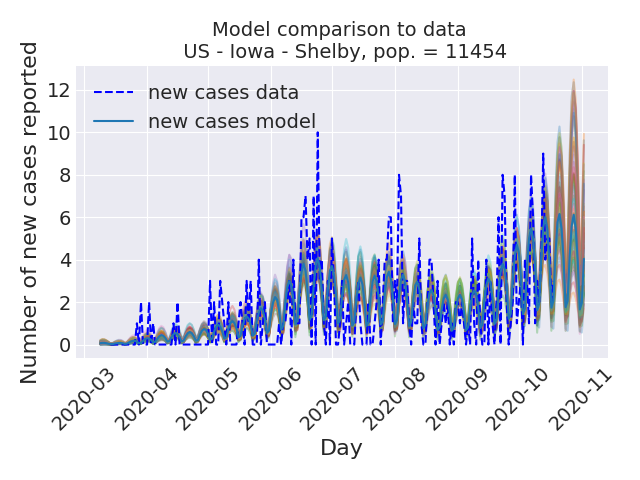 Model comparison to data
US - Iowa - Shelby, pop. = 11454
Number of new cases reported
12
10
8
6
4
2
0
new cases data
new cases model
2020-03
2020-04
2020-05
2020-06
2020-07
2020-08
2020-09
2020-10
2020-11
Day